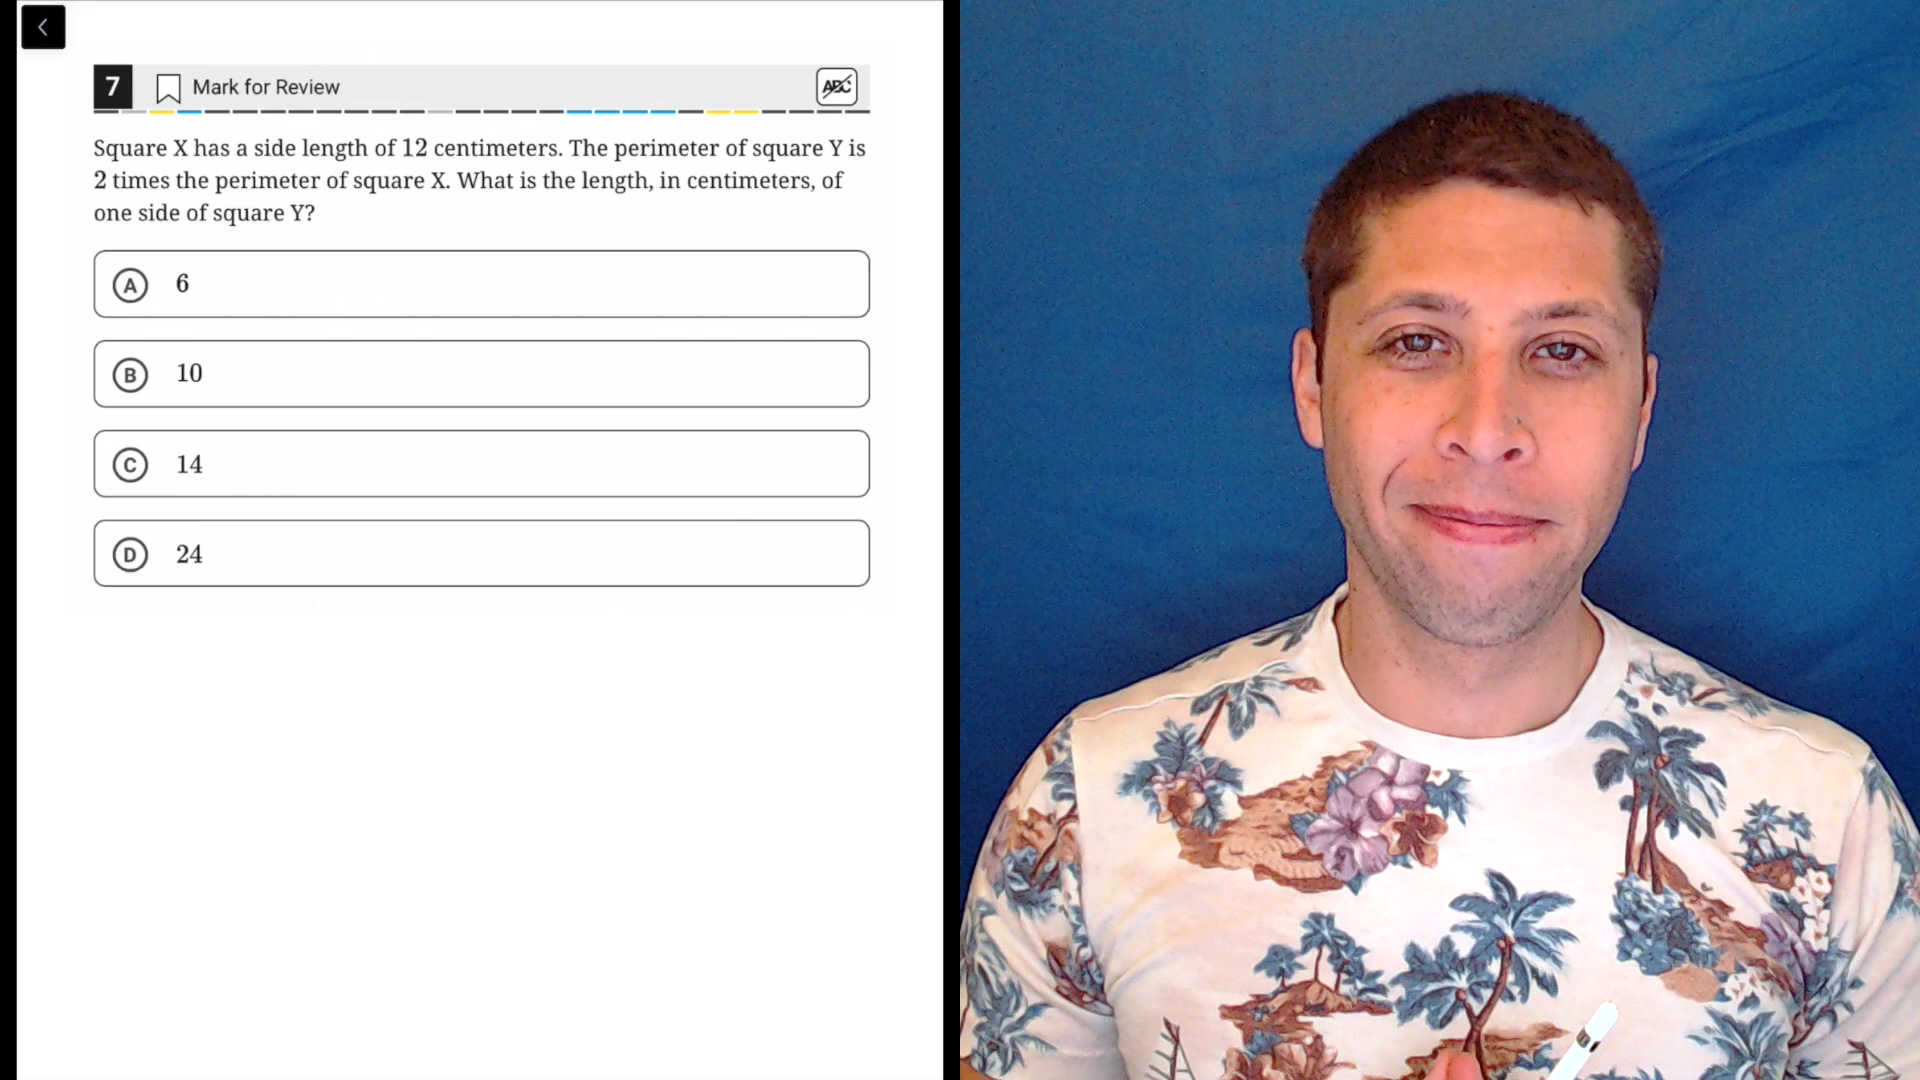 7 Mark for Review ABC
Square X has a side length of 12 centimeters. The perimeter of square Y is
2 times the perimeter of square X. What is the length, in centimeters, of
one side of square Y?
A 6
B 10
C 14
D 24